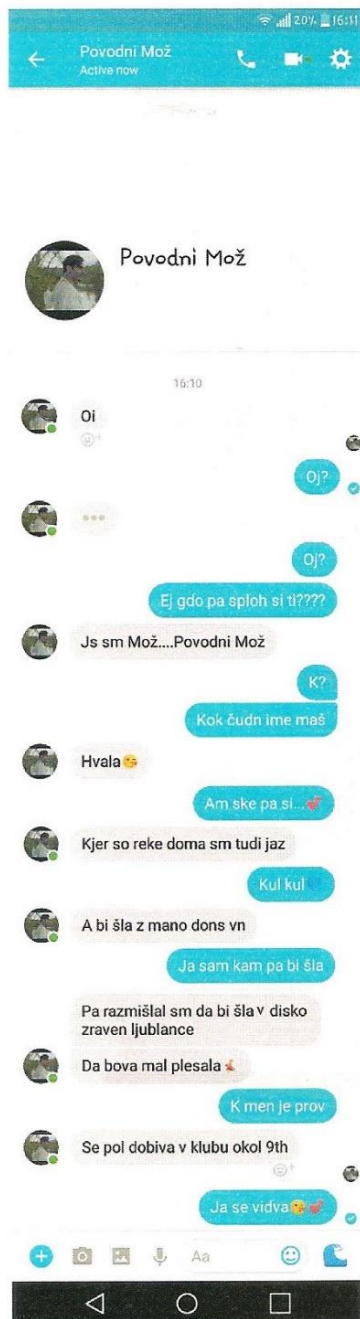 20% 16:11
Povodni Mož
Active now
Povodni Mož
16:10
Oi
Oj?
Oj?
Ej gdo pa sploh si ti????
Js sm Mož....Povodni Mož
K?
Kok čudn ime maš
Hvala😘
Am ske pa si...💞
Kjer so reke doma sm tudi jaz
Kul kul💙
A bi šla z mano dons vn
Ja sam kam pa bi šla
Pa razmišlal sm da bi šla v disko
zraven ljublance
Da bova mal plesala💃
K men je prov
Se pol dobiva v klubu okol 9th
Ja se vidva😘💞
Aa